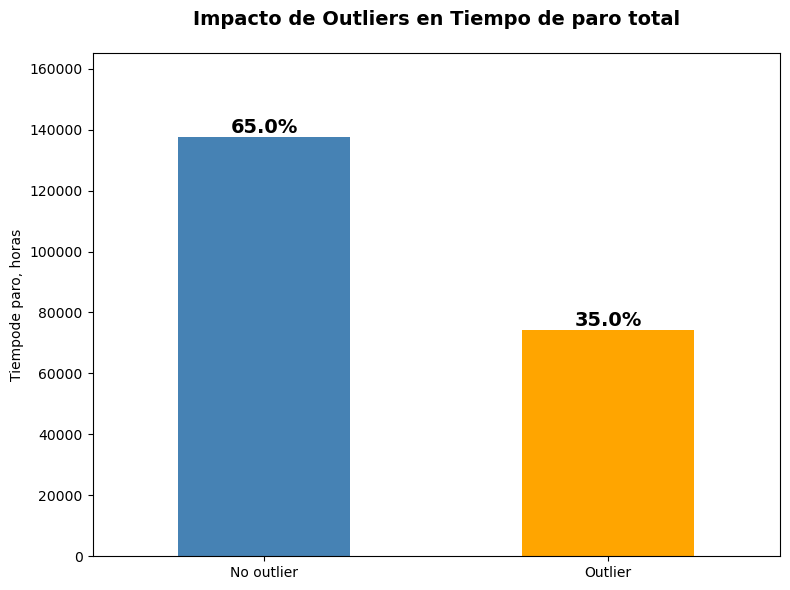 Impacto de Outliers en Tiempo de paro total
160000
140000
120000
100000
80000
60000
40000
20000
0
Tiempode paro, horas
65.0%
35.0%
No outlier
Outlier